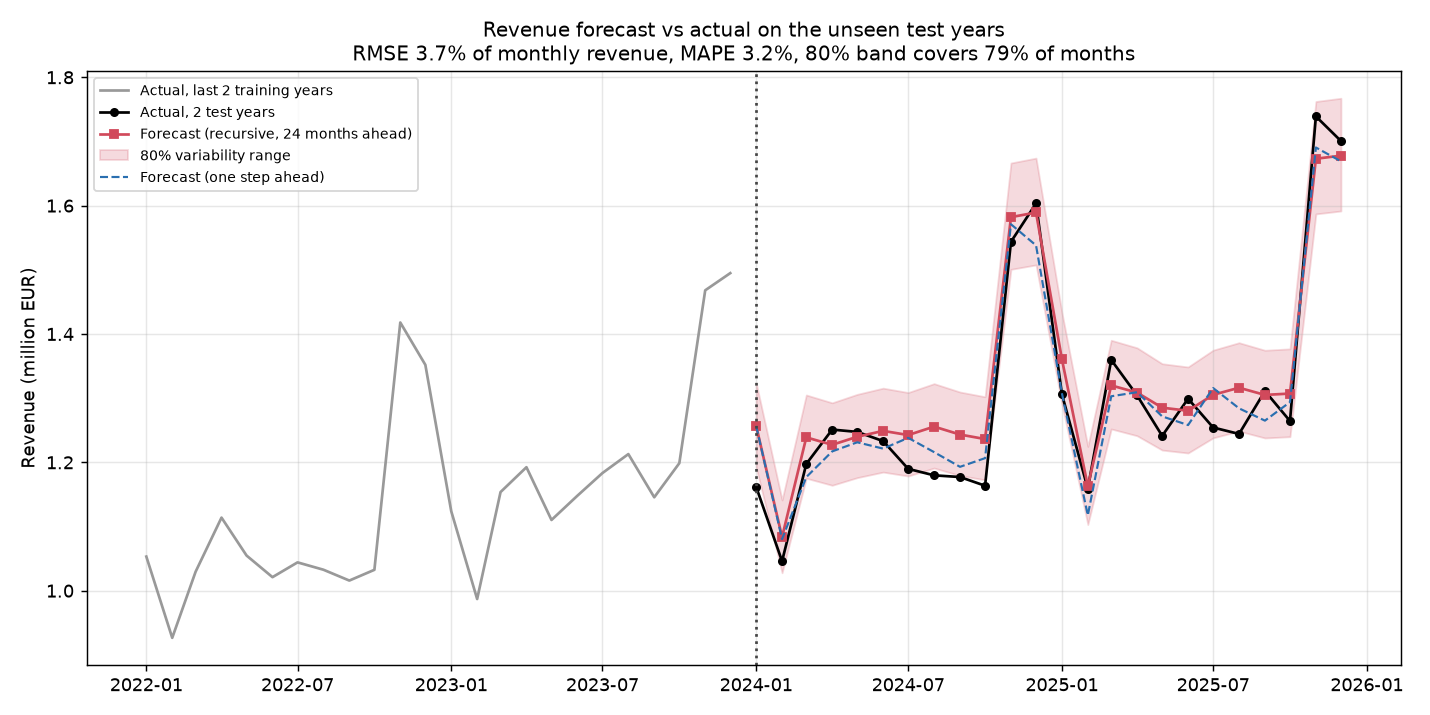 Revenue forecast vs actual on the unseen test years
RMSE 3.7% of monthly revenue, MAPE 3.2%, 80% band covers 79% of months
Actual, last 2 training years
Actual, 2 test years
Forecast (recursive, 24 months ahead)
80% variability range
Forecast (one step ahead)
Revenue (million EUR)
1.8
1.6
1.4
1.2
1.0
2022-01
2022-07
2023-01
2023-07
2024-01
2024-07
2025-01
2025-07
2026-01